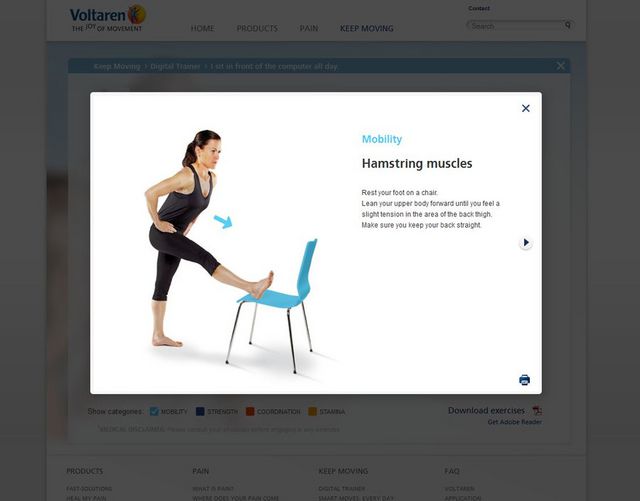 Voltaren
THE JOY OF MOVEMENT
Contact
Search
HOME
PRODUCTS
PAIN
KEEP MOVING
Keep Moving > Digital Trainer > I sit in front of the computer all day.
Mobility
Hamstring muscles
Rest your foot on a chair.
Lean your upper body forward until you feel a
slight tension in the area of the back thigh.
Make sure you keep your back straight.
Show categories:
MOBILITY
STRENGTH
COORDINATION
STAMINA
Download exercises
Get Adobe Reader
MEDICAL DISCLAIMER: Please consult your physician before engaging in any exercise.
PRODUCTS
PAIN
KEEP MOVING
FAQ
FAST-SOLUTIONS
WHAT IS PAIN?
DIGITAL TRAINER
VOLTAREN
HEAL MY PAIN
WHERE DOES YOUR PAIN COME
SMART MOVES. EVERY DAY
APPLICATION